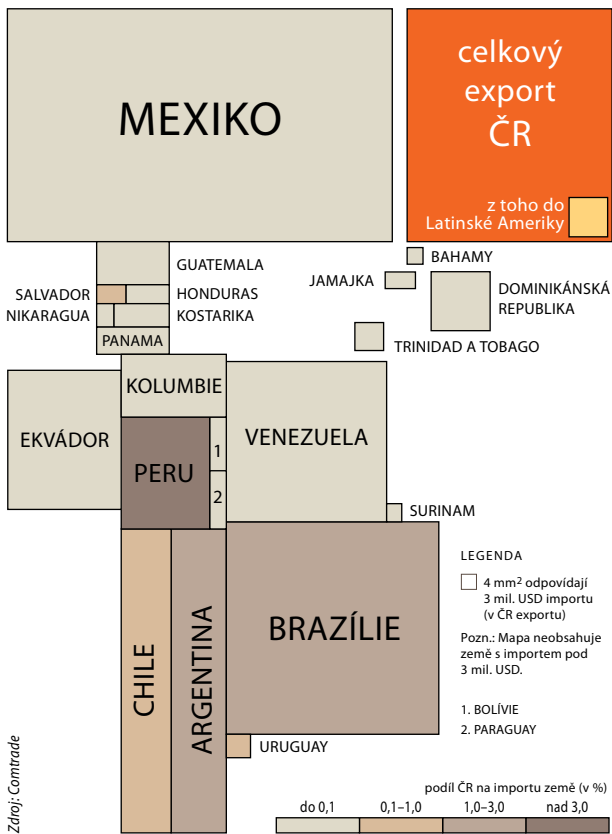 MEXIKO
celkový
export
ČR
z toho do
Latinské Ameriky
GUATEMALA
SALVADOR
HONDURAS
NIKARAGUA
KOSTARIKA
PANAMA
BAHAMY
JAMAJKA
DOMINIKÁNSKÁ
REPUBLIKA
TRINIDAD A TOBAGO
KOLUMBIE
EKVÁDOR
PERU
1
2
VENEZUELA
SURINAM
CHILE
ARGENTINA
BRAZÍLIE
URUGUAY
LEGENDA
4 mm² odpovídají
3 mil. USD importu
(v ČR exportu)
Pozn.: Mapa neobsahuje
země s importem pod
3 mil. USD.
1. BOLÍVIE
2. PARAGUAY
Zdroj: Comtrade
podíl ČR na importu země (v %)
do 0,1 0,1–1,0 1,0–3,0 nad 3,0